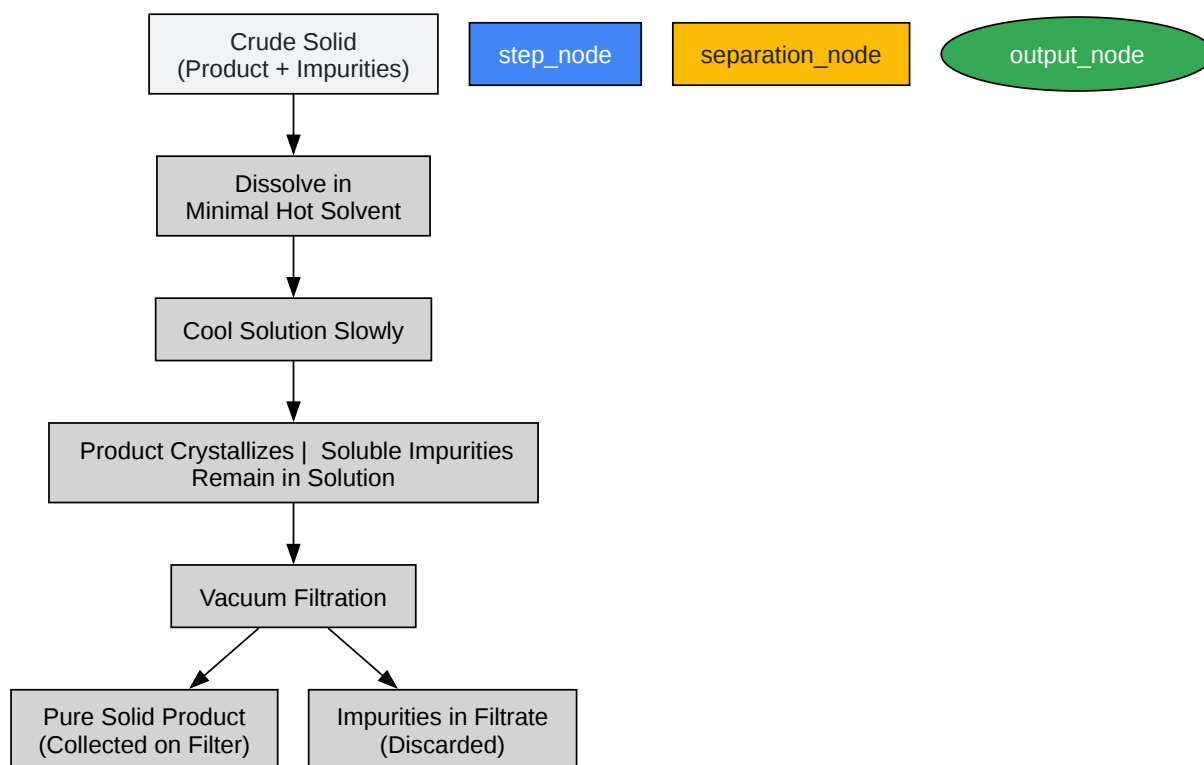 Crude Solid
(Product + Impurities)
step_node
separation_node
output_node
Dissolve in
Minimal Hot Solvent
Cool Solution Slowly
Product Crystallizes | Soluble Impurities
Remain in Solution
Vacuum Filtration
Pure Solid Product
(Collected on Filter)
Impurities in Filtrate
(Discarded)